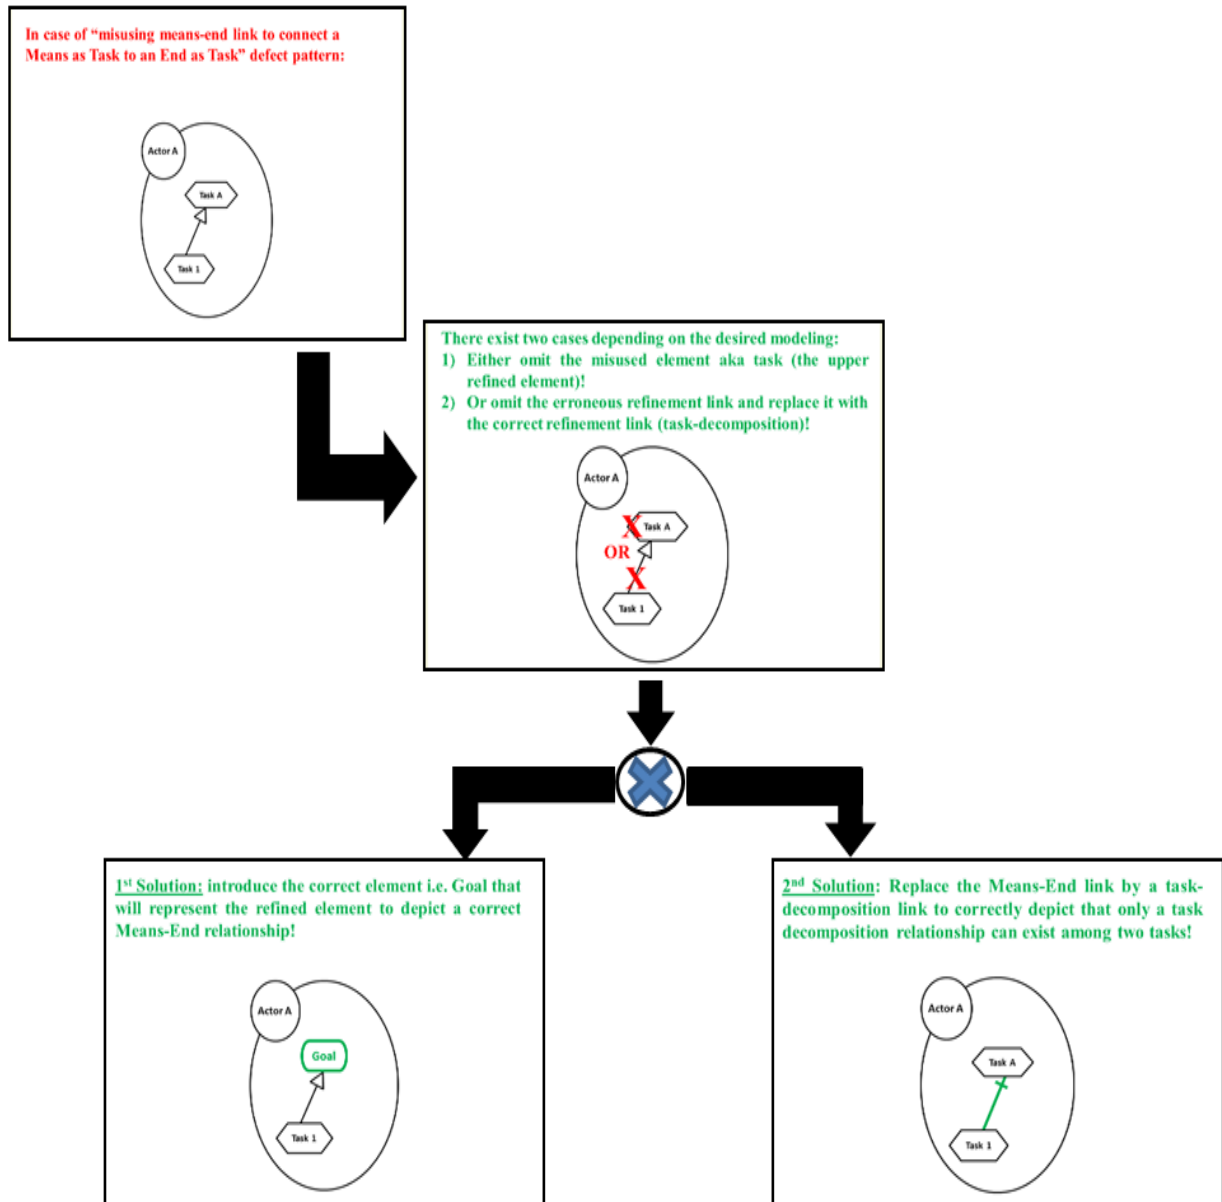 In case of “misusing means-end link to connect a
Means as Task to an End as Task” defect pattern:
Actor A
Task A
Task 1
There exist two cases depending on the desired modeling:
1) Either omit the misused element aka task (the upper
refined element)!
2) Or omit the erroneous refinement link and replace it with
the correct refinement link (task-decomposition)!
Actor A
X Task A
OR
X
Task 1
1st Solution: introduce the correct element i.e. Goal that
will represent the refined element to depict a correct
Means-End relationship!
Actor A
Goal
Task 1
2nd Solution: Replace the Means-End link by a task-
decomposition link to correctly depict that only a task
decomposition relationship can exist among two tasks!
Actor A
Task A
Task 1